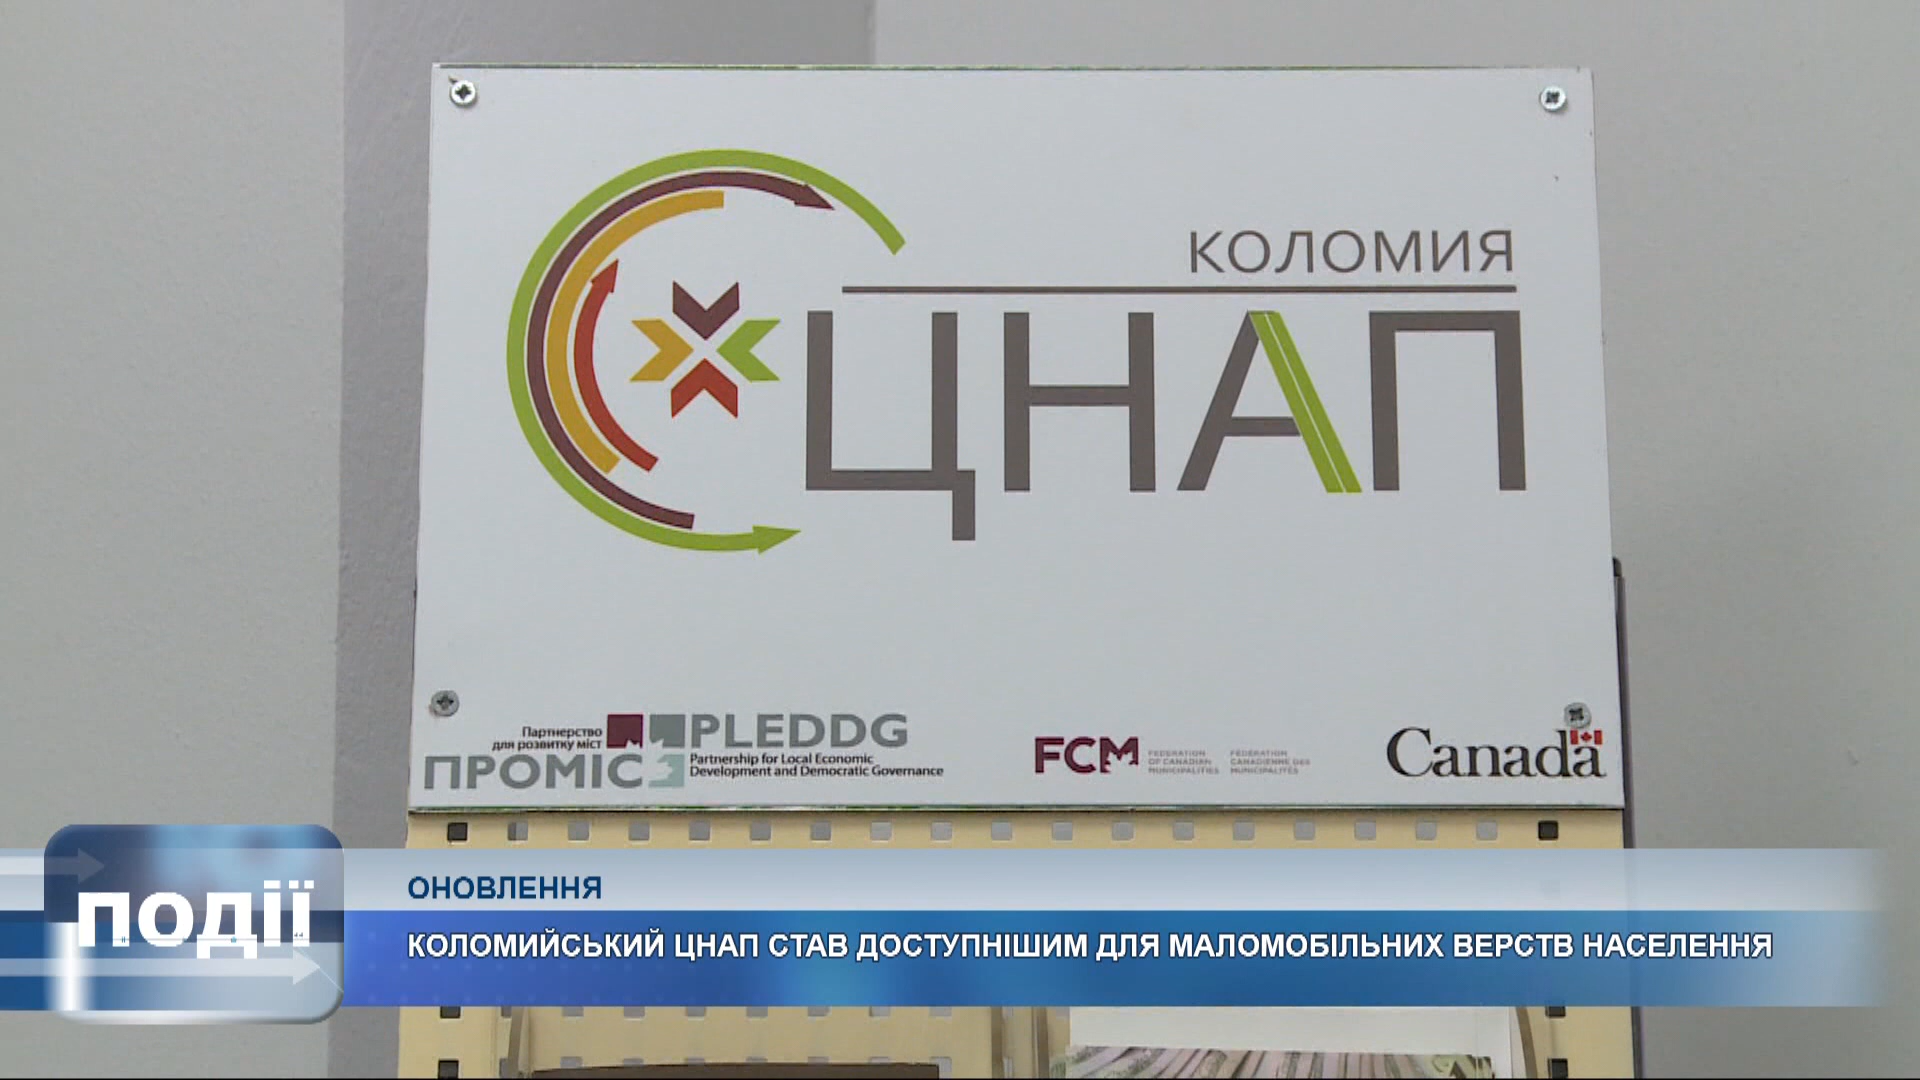 КОЛОМИЯ
ЦНАП
Партнерство
для розвитку міст
ПРОМІС
PLEDDG
Partnership for Local Economic
Development and Democratic Governance
FCM
FEDERATION
OF CANADIAN
MUNICIPALITIES
FÉDÉRATION
CANADIENNE DES
MUNICIPALITÉS
Canada
події
ОНОВЛЕННЯ
КОЛОМИЙСЬКИЙ ЦНАП СТАВ ДОСТУПНІШИМ ДЛЯ МАЛОМОБІЛЬНИХ ВЕРСТВ НАСЕЛЕННЯ